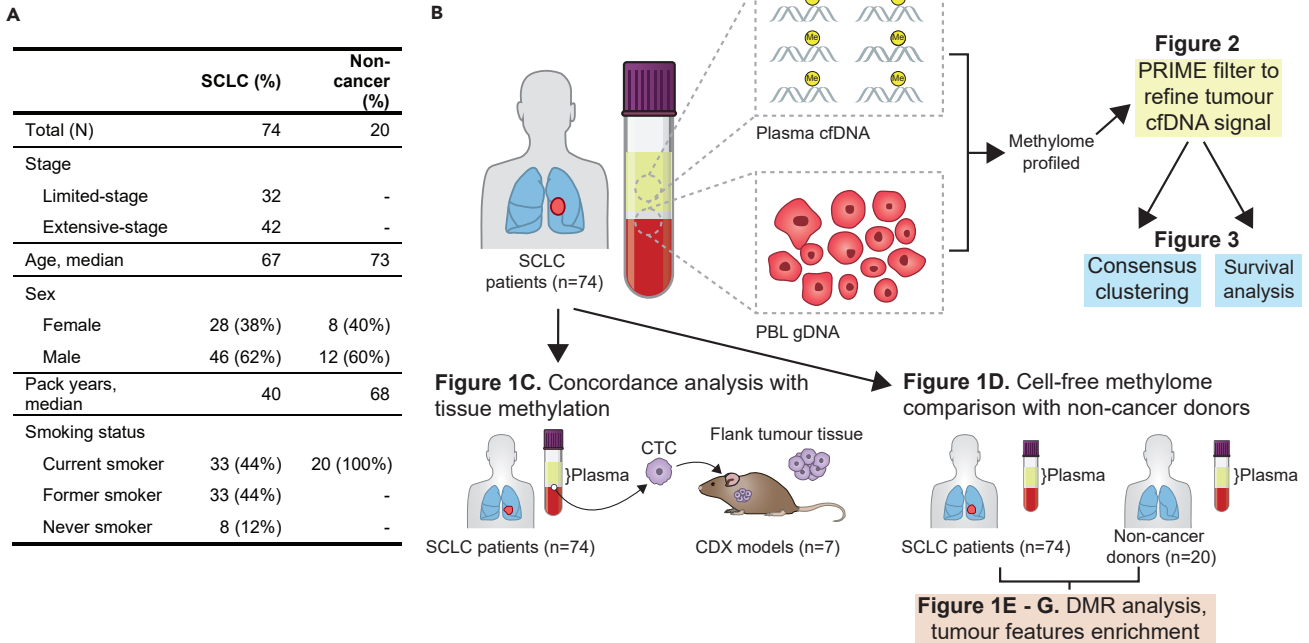 A
SCLC (%) Non-cancer (%)
Total (N) 74 20
Stage
Limited-stage 32 -
Extensive-stage 42 -
Age, median 67 73
Sex
Female 28 (38%) 8 (40%)
Male 46 (62%) 12 (60%)
Pack years, median 40 68
Smoking status
Current smoker 33 (44%) 20 (100%)
Former smoker 33 (44%) -
Never smoker 8 (12%) -
B
SCLC
patients (n=74)
Me Me
Me Me
Me Me
Plasma cfDNA
PBL gDNA
Methylome
profiled
Figure 2
PRIME filter to
refine tumour
cfDNA signal
Figure 3
Consensus
clustering
Survival
analysis
Figure 1C. Concordance analysis with
tissue methylation
}Plasma
CTC
Flank tumour tissue
SCLC patients (n=74)
CDX models (n=7)
Figure 1D. Cell-free methylome
comparison with non-cancer donors
}Plasma
}Plasma
SCLC patients (n=74)
Non-cancer
donors (n=20)
Figure 1E - G. DMR analysis,
tumour features enrichment